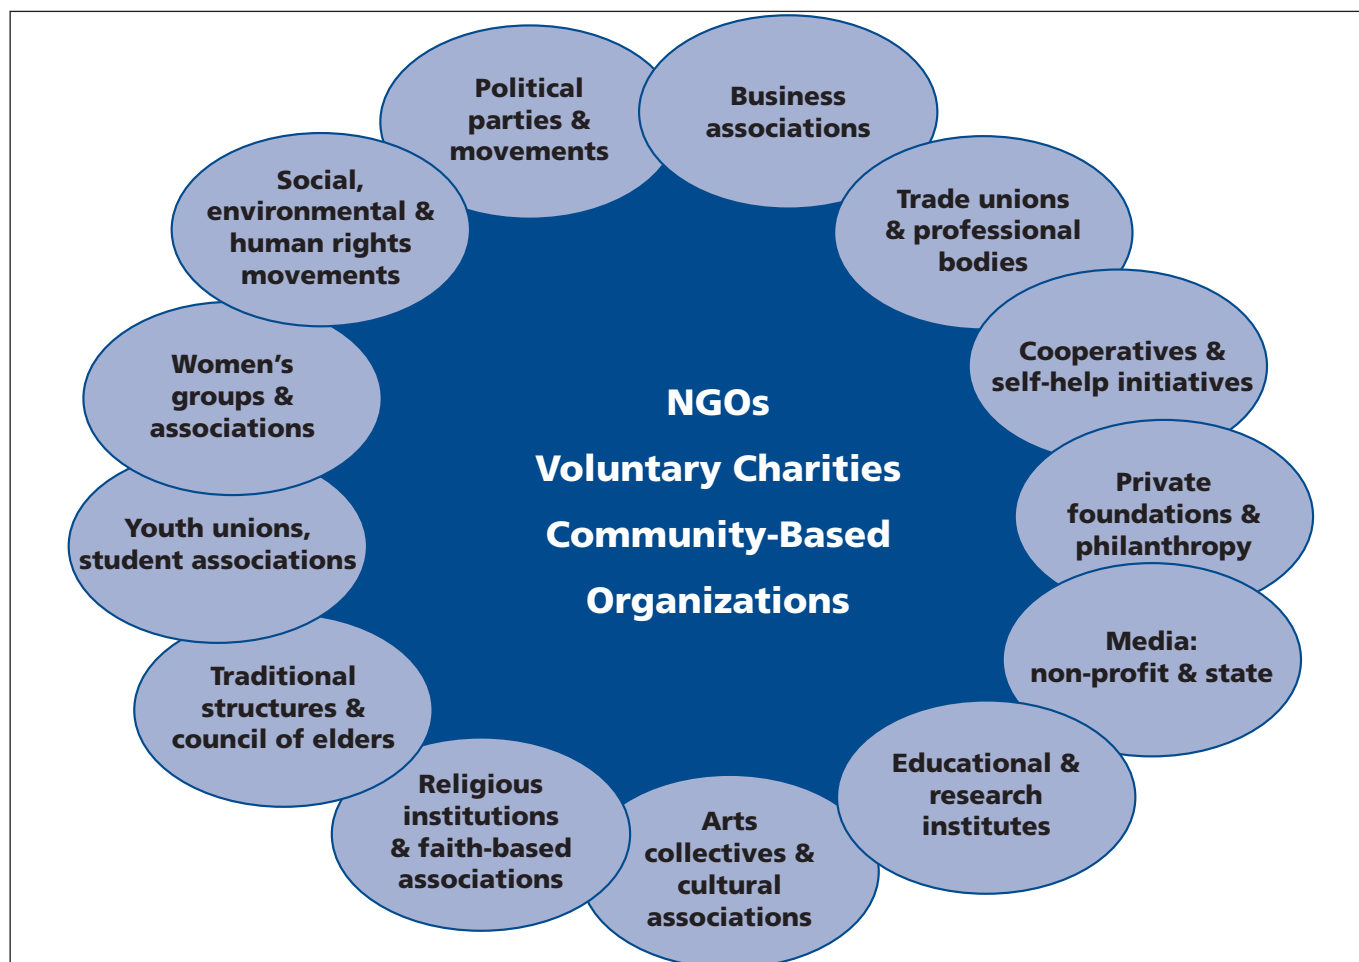 Political
parties &
movements
Business
associations
Trade unions
& professional
bodies
Cooperatives &
self-help initiatives
Private
foundations &
philanthropy
Media:
non-profit & state
Educational &
research
institutes
Arts
collectives &
cultural
associations
Religious
institutions
& faith-based
associations
Traditional
structures &
council of elders
Youth unions,
student associations
Women’s
groups &
associations
Social,
environmental &
human rights
movements
NGOs
Voluntary Charities
Community-Based
Organizations